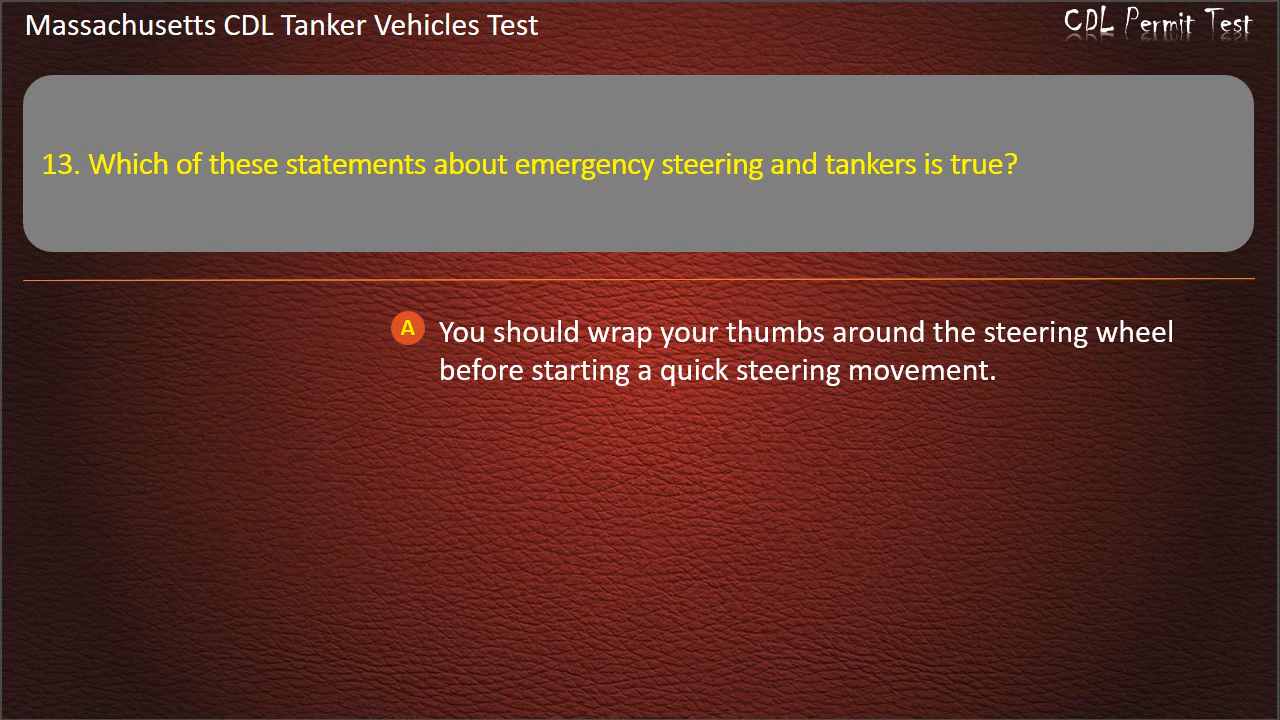 Massachusetts CDL Tanker Vehicles Test
CDL Permit Test
13. Which of these statements about emergency steering and tankers is true?
A You should wrap your thumbs around the steering wheel
before starting a quick steering movement.